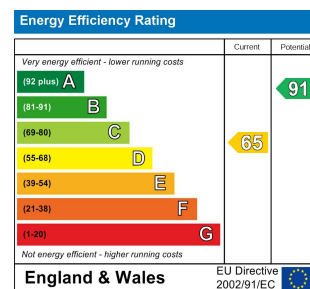 Energy Efficiency Rating
Current Potential
Very energy efficient - lower running costs
(92 plus) A
91
(81-91) B
(69-80) C
65
(55-68) D
(39-54) E
(21-38) F
(1-20) G
Not energy efficient - higher running costs
England & Wales
EU Directive
2002/91/EC